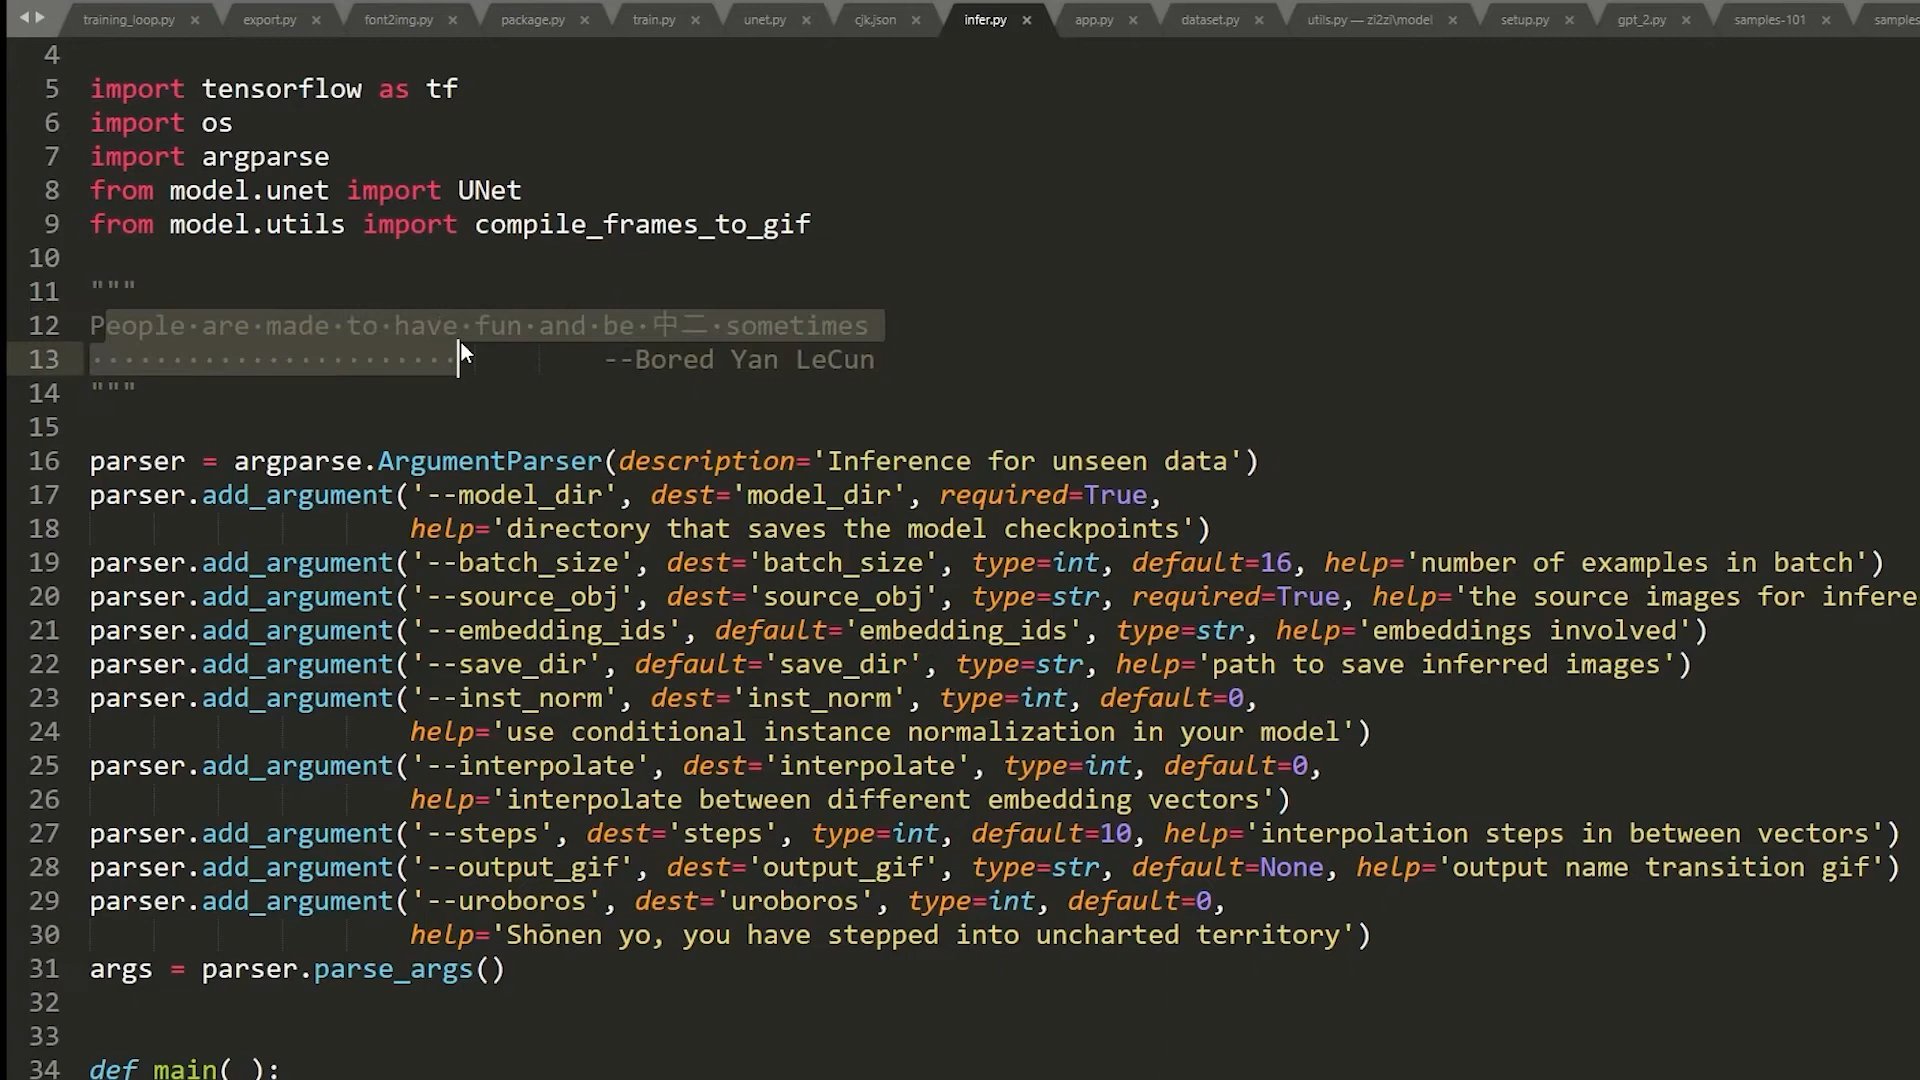 training_loop.py × export.py × font2img.py × package.py × train.py × unet.py × cjk.json × infer.py × app.py × dataset.py × utils.py — zi2zi\model × setup.py × gpt_2.py × samples-101 × samples
4
5 import tensorflow as tf
6 import os
7 import argparse
8 from model.unet import UNet
9 from model.utils import compile_frames_to_gif
10
11 """
12 People are made to have fun and be 中二 sometimes
13 --Bored Yan LeCun
14 """
15
16 parser = argparse.ArgumentParser(description='Inference for unseen data')
17 parser.add_argument('--model_dir', dest='model_dir', required=True,
18 help='directory that saves the model checkpoints')
19 parser.add_argument('--batch_size', dest='batch_size', type=int, default=16, help='number of examples in batch')
20 parser.add_argument('--source_obj', dest='source_obj', type=str, required=True, help='the source images for infere
21 parser.add_argument('--embedding_ids', default='embedding_ids', type=str, help='embeddings involved')
22 parser.add_argument('--save_dir', default='save_dir', type=str, help='path to save inferred images')
23 parser.add_argument('--inst_norm', dest='inst_norm', type=int, default=0,
24 help='use conditional instance normalization in your model')
25 parser.add_argument('--interpolate', dest='interpolate', type=int, default=0,
26 help='interpolate between different embedding vectors')
27 parser.add_argument('--steps', dest='steps', type=int, default=10, help='interpolation steps in between vectors')
28 parser.add_argument('--output_gif', dest='output_gif', type=str, default=None, help='output name transition gif')
29 parser.add_argument('--uroboros', dest='uroboros', type=int, default=0,
30 help='Shōnen yo, you have stepped into uncharted territory')
31 args = parser.parse_args()
32
33
34 def main(_):